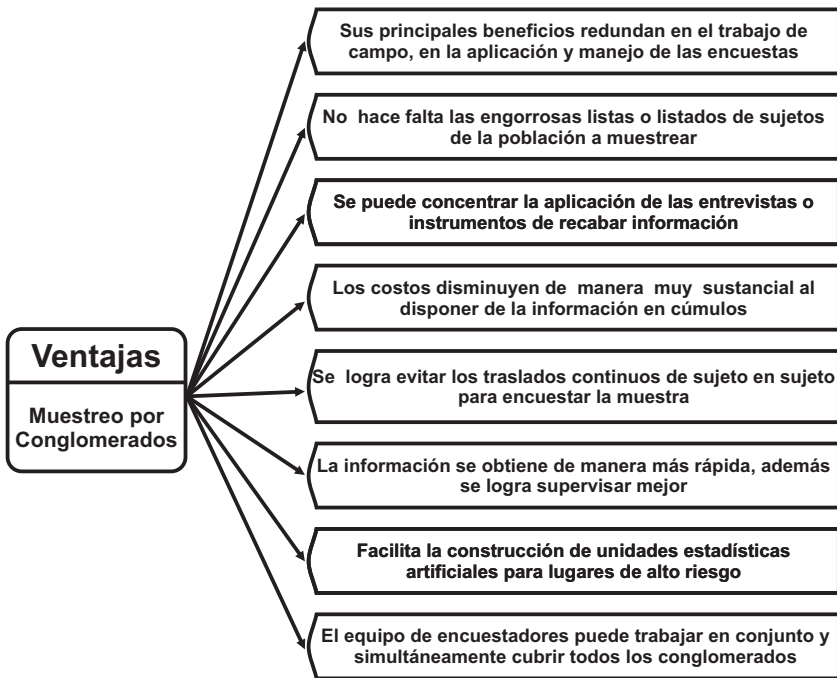 Ventajas
Muestreo por
Conglomerados
Sus principales beneficios redundan en el trabajo de
campo, en la aplicación y manejo de las encuestas
No hace falta las engorrosas listas o listados de sujetos
de la población a muestrear
Se puede concentrar la aplicación de las entrevistas o
instrumentos de recabar información
Los costos disminuyen de manera muy sustancial al
disponer de la información en cúmulos
Se logra evitar los traslados continuos de sujeto en sujeto
para encuestar la muestra
La información se obtiene de manera más rápida, además
se logra supervisar mejor
Facilita la construcción de unidades estadísticas
artificiales para lugares de alto riesgo
El equipo de encuestadores puede trabajar en conjunto y
simultáneamente cubrir todos los conglomerados